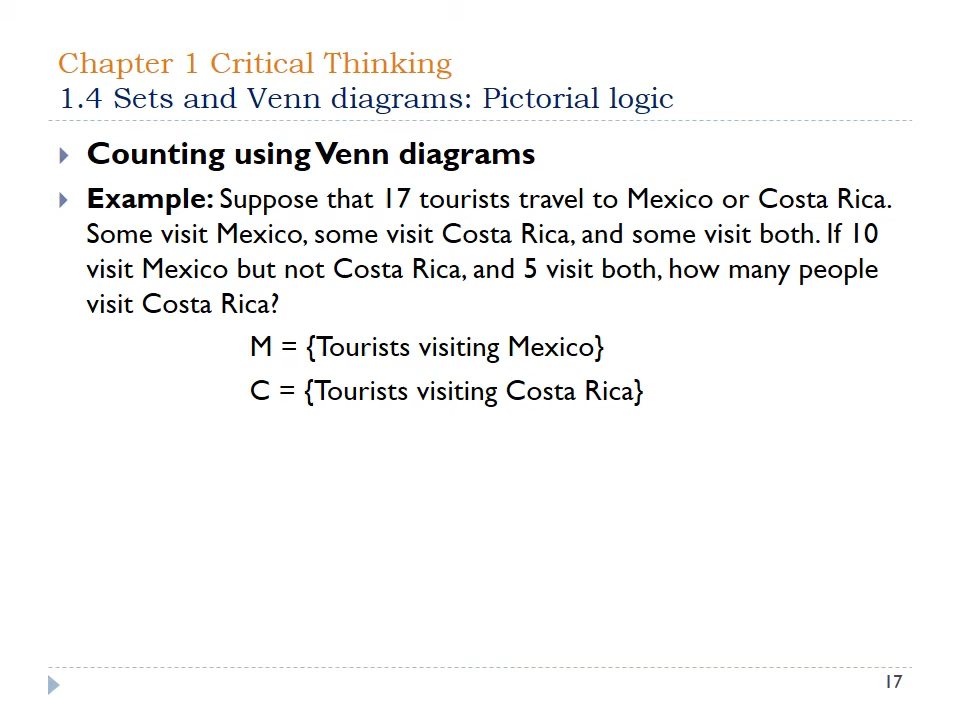 Chapter 1 Critical Thinking
1.4 Sets and Venn diagrams: Pictorial logic
Counting using Venn diagrams
Example: Suppose that 17 tourists travel to Mexico or Costa Rica.
Some visit Mexico, some visit Costa Rica, and some visit both. If 10
visit Mexico but not Costa Rica, and 5 visit both, how many people
visit Costa Rica?
M = {Tourists visiting Mexico}
C = {Tourists visiting Costa Rica}
17